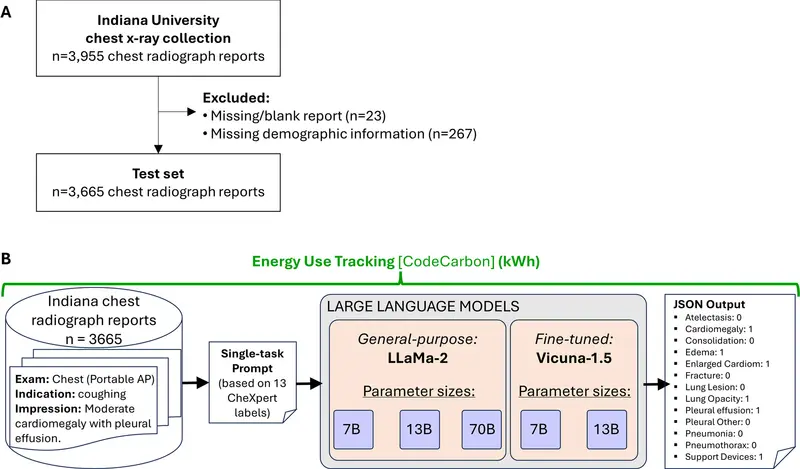 A
Indiana University
chest x-ray collection
n=3,955 chest radiograph reports
Excluded:
• Missing/blank report (n=23)
• Missing demographic information (n=267)
Test set
n=3,665 chest radiograph reports
B
Energy Use Tracking [CodeCarbon] (kWh)
Indiana chest
radiograph reports
n = 3665
Exam: Chest (Portable AP)
Indication: coughing
Impression: Moderate
cardiomegaly with pleural
effusion.
Single-task
Prompt
(based on 13
CheXpert
labels)
LARGE LANGUAGE MODELS
General-purpose:
LLaMa-2
Parameter sizes:
7B
13B
70B
Fine-tuned:
Vicuna-1.5
Parameter sizes:
7B
13B
JSON Output
▪ Atelectasis: 0
▪ Cardiomegaly: 1
▪ Consolidation: 0
▪ Edema: 1
▪ Enlarged Cardiom: 1
▪ Fracture: 0
▪ Lung Lesion: 0
▪ Lung Opacity: 1
▪ Pleural effusion: 1
▪ Pleural Other: 0
▪ Pneumonia: 0
▪ Pneumothorax: 0
▪ Support Devices: 1